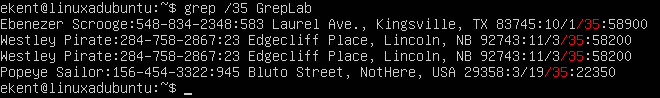 ekent@linuxadubuntu:~$ grep /35 GrepLab
Ebenezer Scrooge:548-834-2348:583 Laurel Ave., Kingsville, TX 83745:10/1/35:58900
Westley Pirate:284-758-2867:23 Edgecliff Place, Lincoln, NB 92743:11/3/35:58200
Westley Pirate:284-758-2867:23 Edgecliff Place, Lincoln, NB 92743:11/3/35:58200
Popeye Sailor:156-454-3322:945 Bluto Street, NotHere, USA 29358:3/19/35:22350
ekent@linuxadubuntu:~$ _